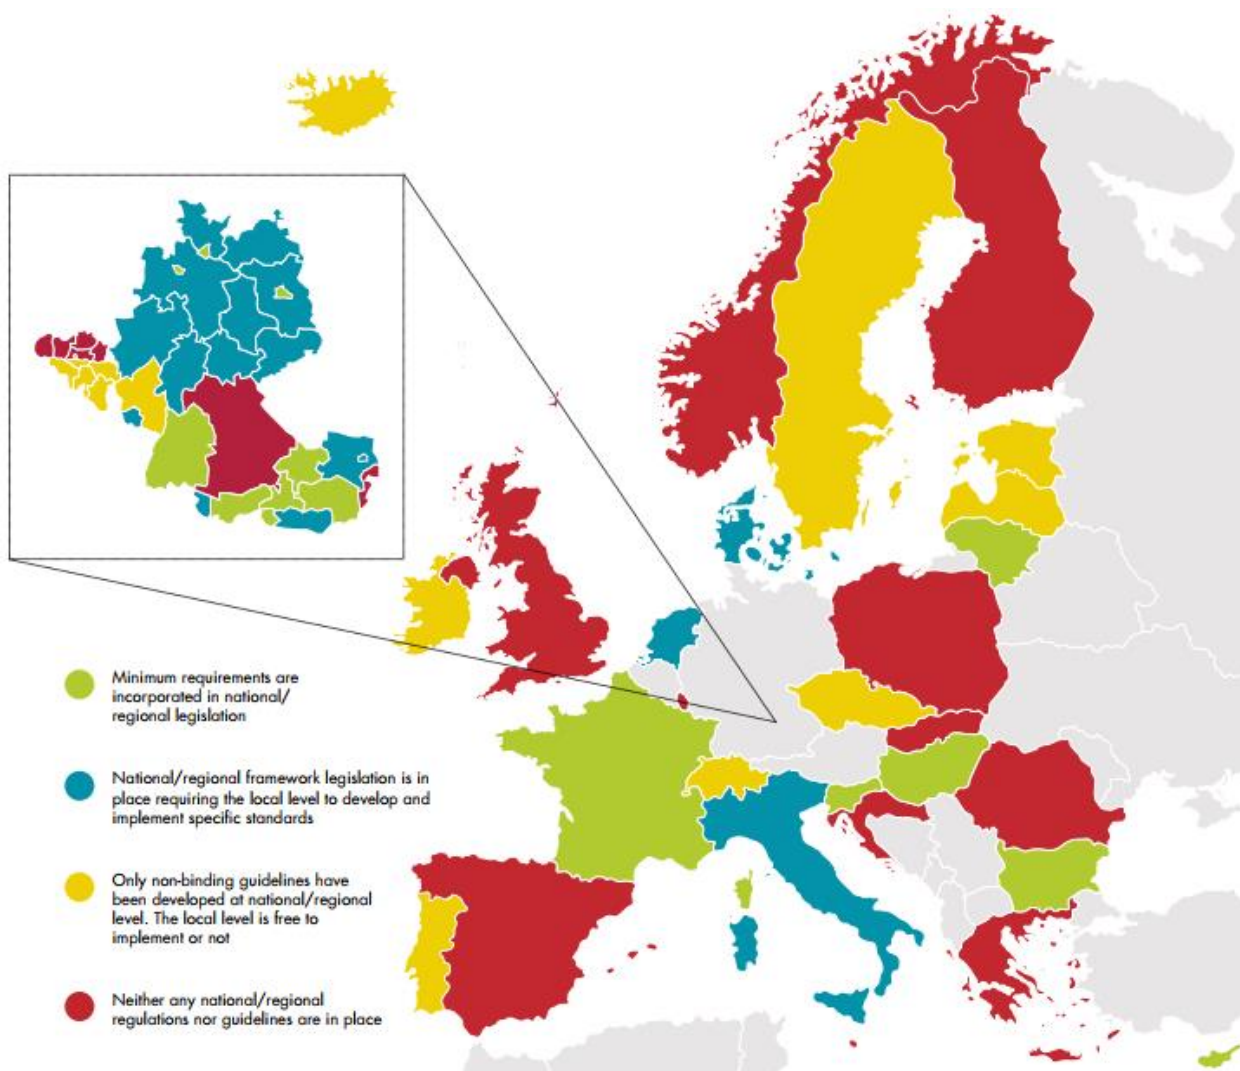 Minimum requirements are
incorporated in national/
regional legislation
National/regional framework legislation is in
place requiring the local level to develop and
implement specific standards
Only non-binding guidelines have
been developed at national/regional
level. The local level is free to
implement or not
Neither any national/regional
regulations nor guidelines are in place